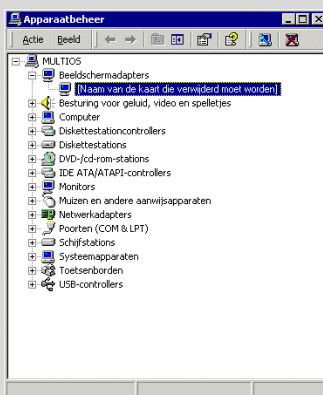 Apparaatbeheer
Actie Beeld
MULTIOS
Beeldschermadapters
[Naam van de kaart die verwijderd moet worden]
Besturing voor geluid, video en spelletjes
Computer
Diskettestationcontrollers
Diskettestations
DVD-/cd-rom-stations
IDE ATA/ATAPI-controllers
Monitors
Muizen en andere aanwijsapparaten
Netwerkadapters
Poorten (COM & LPT)
Schijfstations
Systeemapparaten
Toetsenborden
USB-controllers